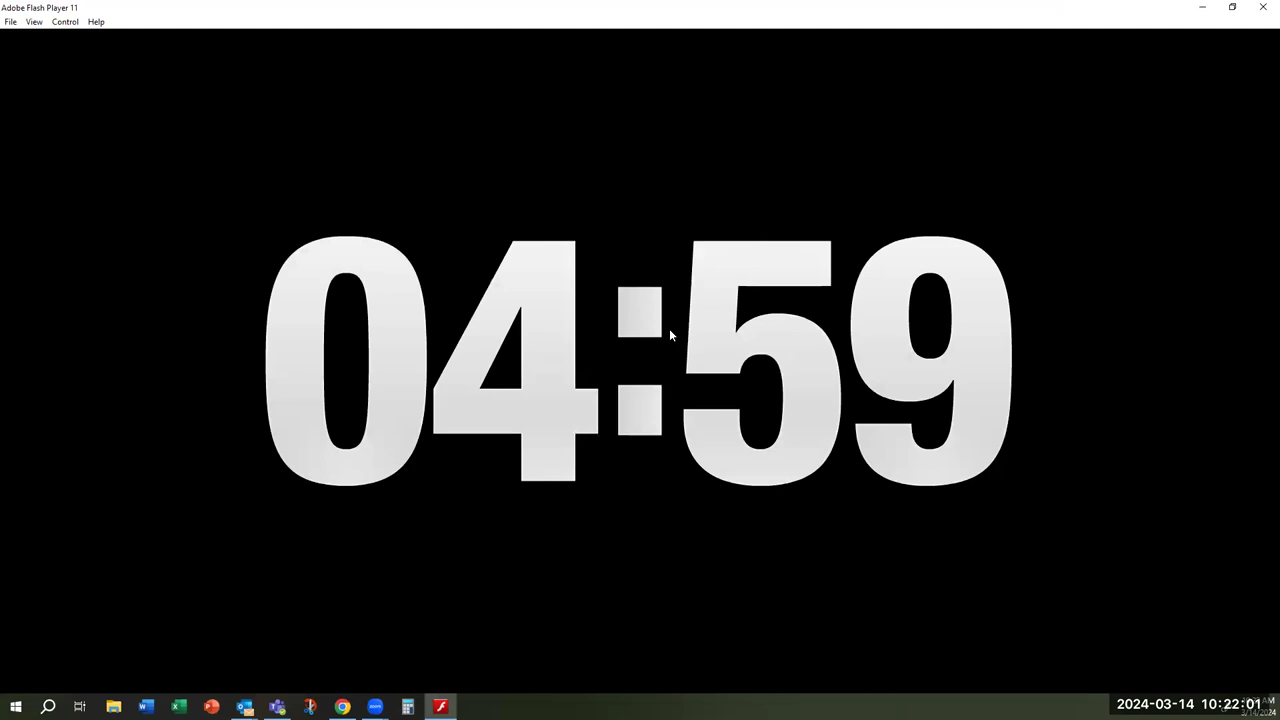 Adobe Flash Player 11
File View Control Help
04:59
2024-03-14 10:22:01